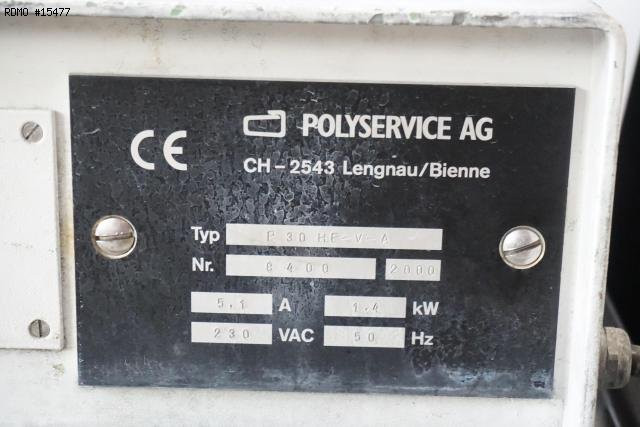 RDMO #15477
CE
POLYSERVICE AG
CH-2543 Lengnau/Bienne
Typ P 30 HF-V-A
Nr. 8400 2000
5.1 A 1.4 kW
230 VAC 50 Hz